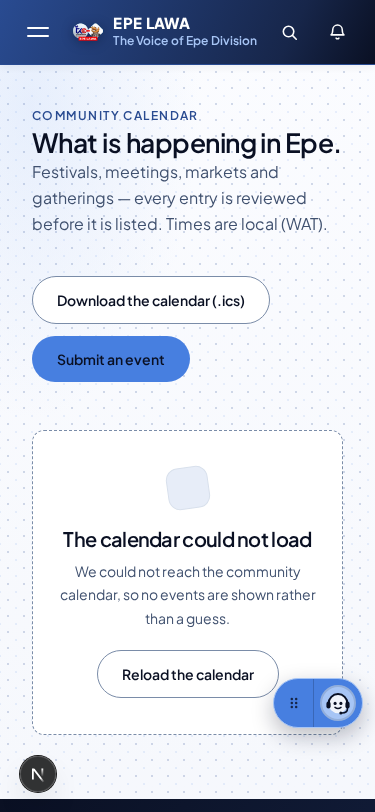 EPE LAWA
The Voice of Epe Division
COMMUNITY CALENDAR
What is happening in Epe.
Festivals, meetings, markets and
gatherings — every entry is reviewed
before it is listed. Times are local (WAT).
Download the calendar (.ics)
Submit an event
The calendar could not load
We could not reach the community
calendar, so no events are shown rather
than a guess.
Reload the calendar
N